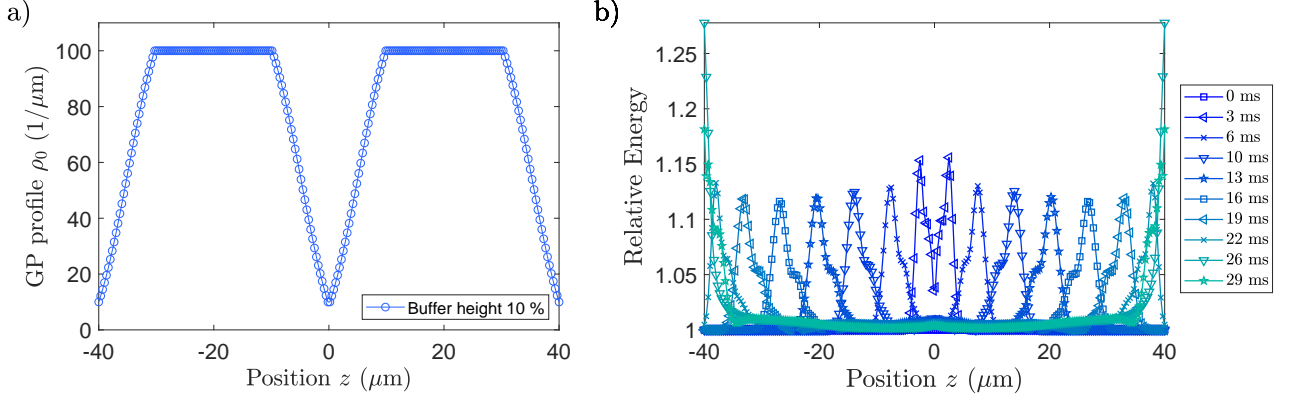 a)
GP profile ρ₀ (1/μm)
100
80
60
40
20
0
-40
-20
0
20
40
Position z (μm)
Buffer height 10 %
b)
Relative Energy
1.25
1.2
1.15
1.1
1.05
1
-40
-20
0
20
40
Position z (μm)
0 ms
3 ms
6 ms
10 ms
13 ms
16 ms
19 ms
22 ms
26 ms
29 ms